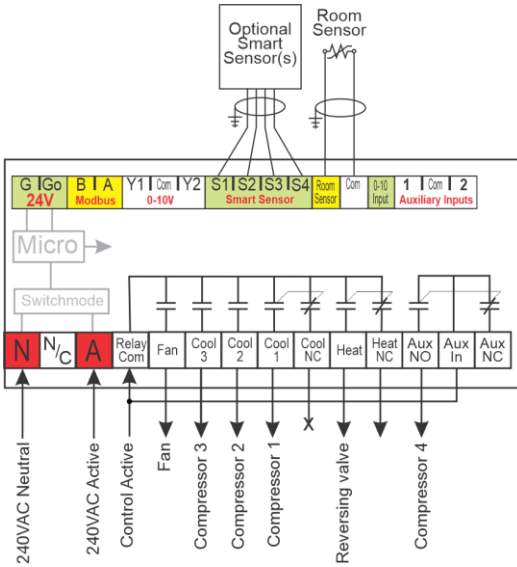 Optional
Smart
Sensor(s)
Room
Sensor
G Go
24V
B A
Modbus
Y1 Com Y2
0-10V
S1 S2 S3 S4
Smart Sensor
Room
Sensor
Com
0-10
Input
1 Com 2
Auxiliary Inputs
Micro
Switchmode
N
N/C
A
Relay
Com
Fan
Cool
3
Cool
2
Cool
1
Cool
NC
Heat
Heat
NC
Aux
NO
Aux
In
Aux
NC
X
240VAC Neutral
240VAC Active
Control Active
Fan
Compressor 3
Compressor 2
Compressor 1
Reversing valve
Compressor 4